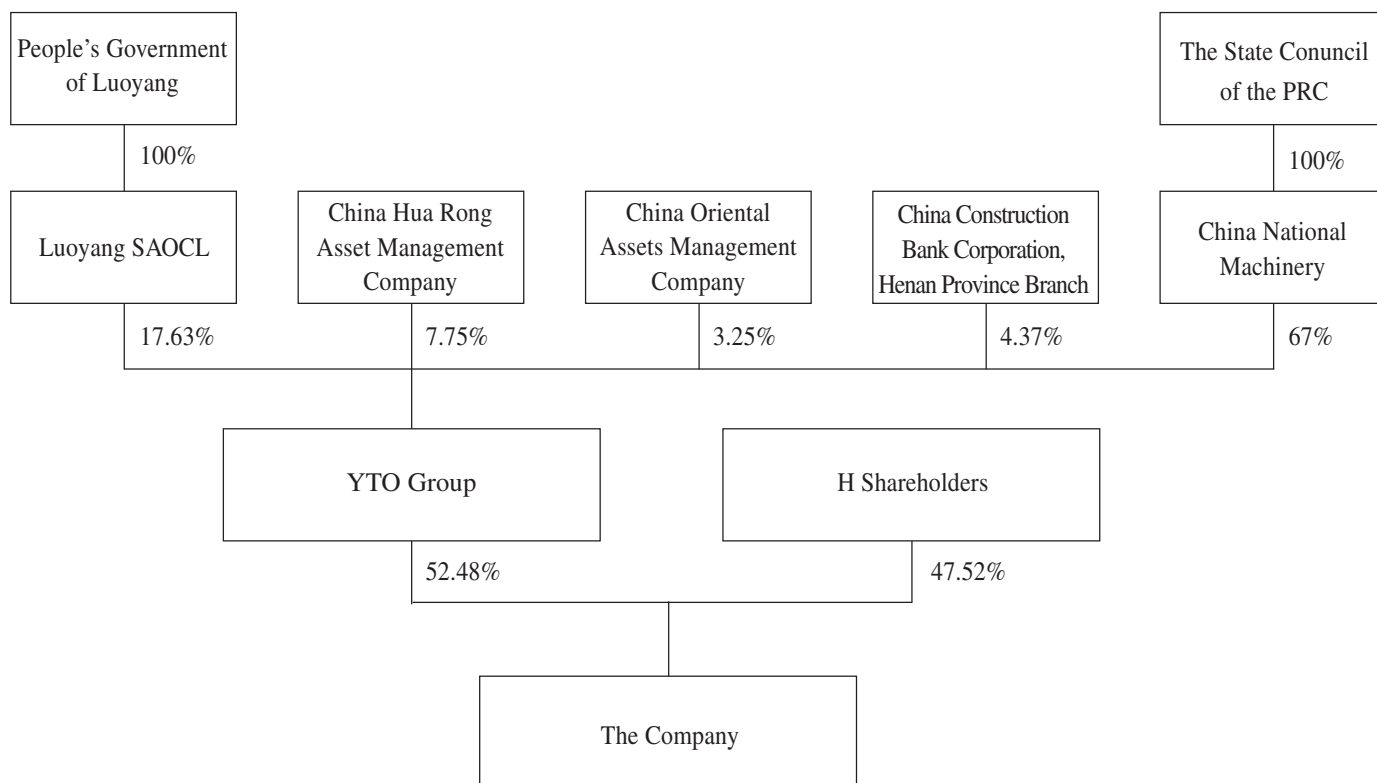 People’s Government
of Luoyang
The State Conuncil
of the PRC
100%
100%
Luoyang SAOCL
China Hua Rong
Asset Management
Company
China Oriental
Assets Management
Company
China Construction
Bank Corporation,
Henan Province Branch
China National
Machinery
17.63%
7.75%
3.25%
4.37%
67%
YTO Group
H Shareholders
52.48%
47.52%
The Company